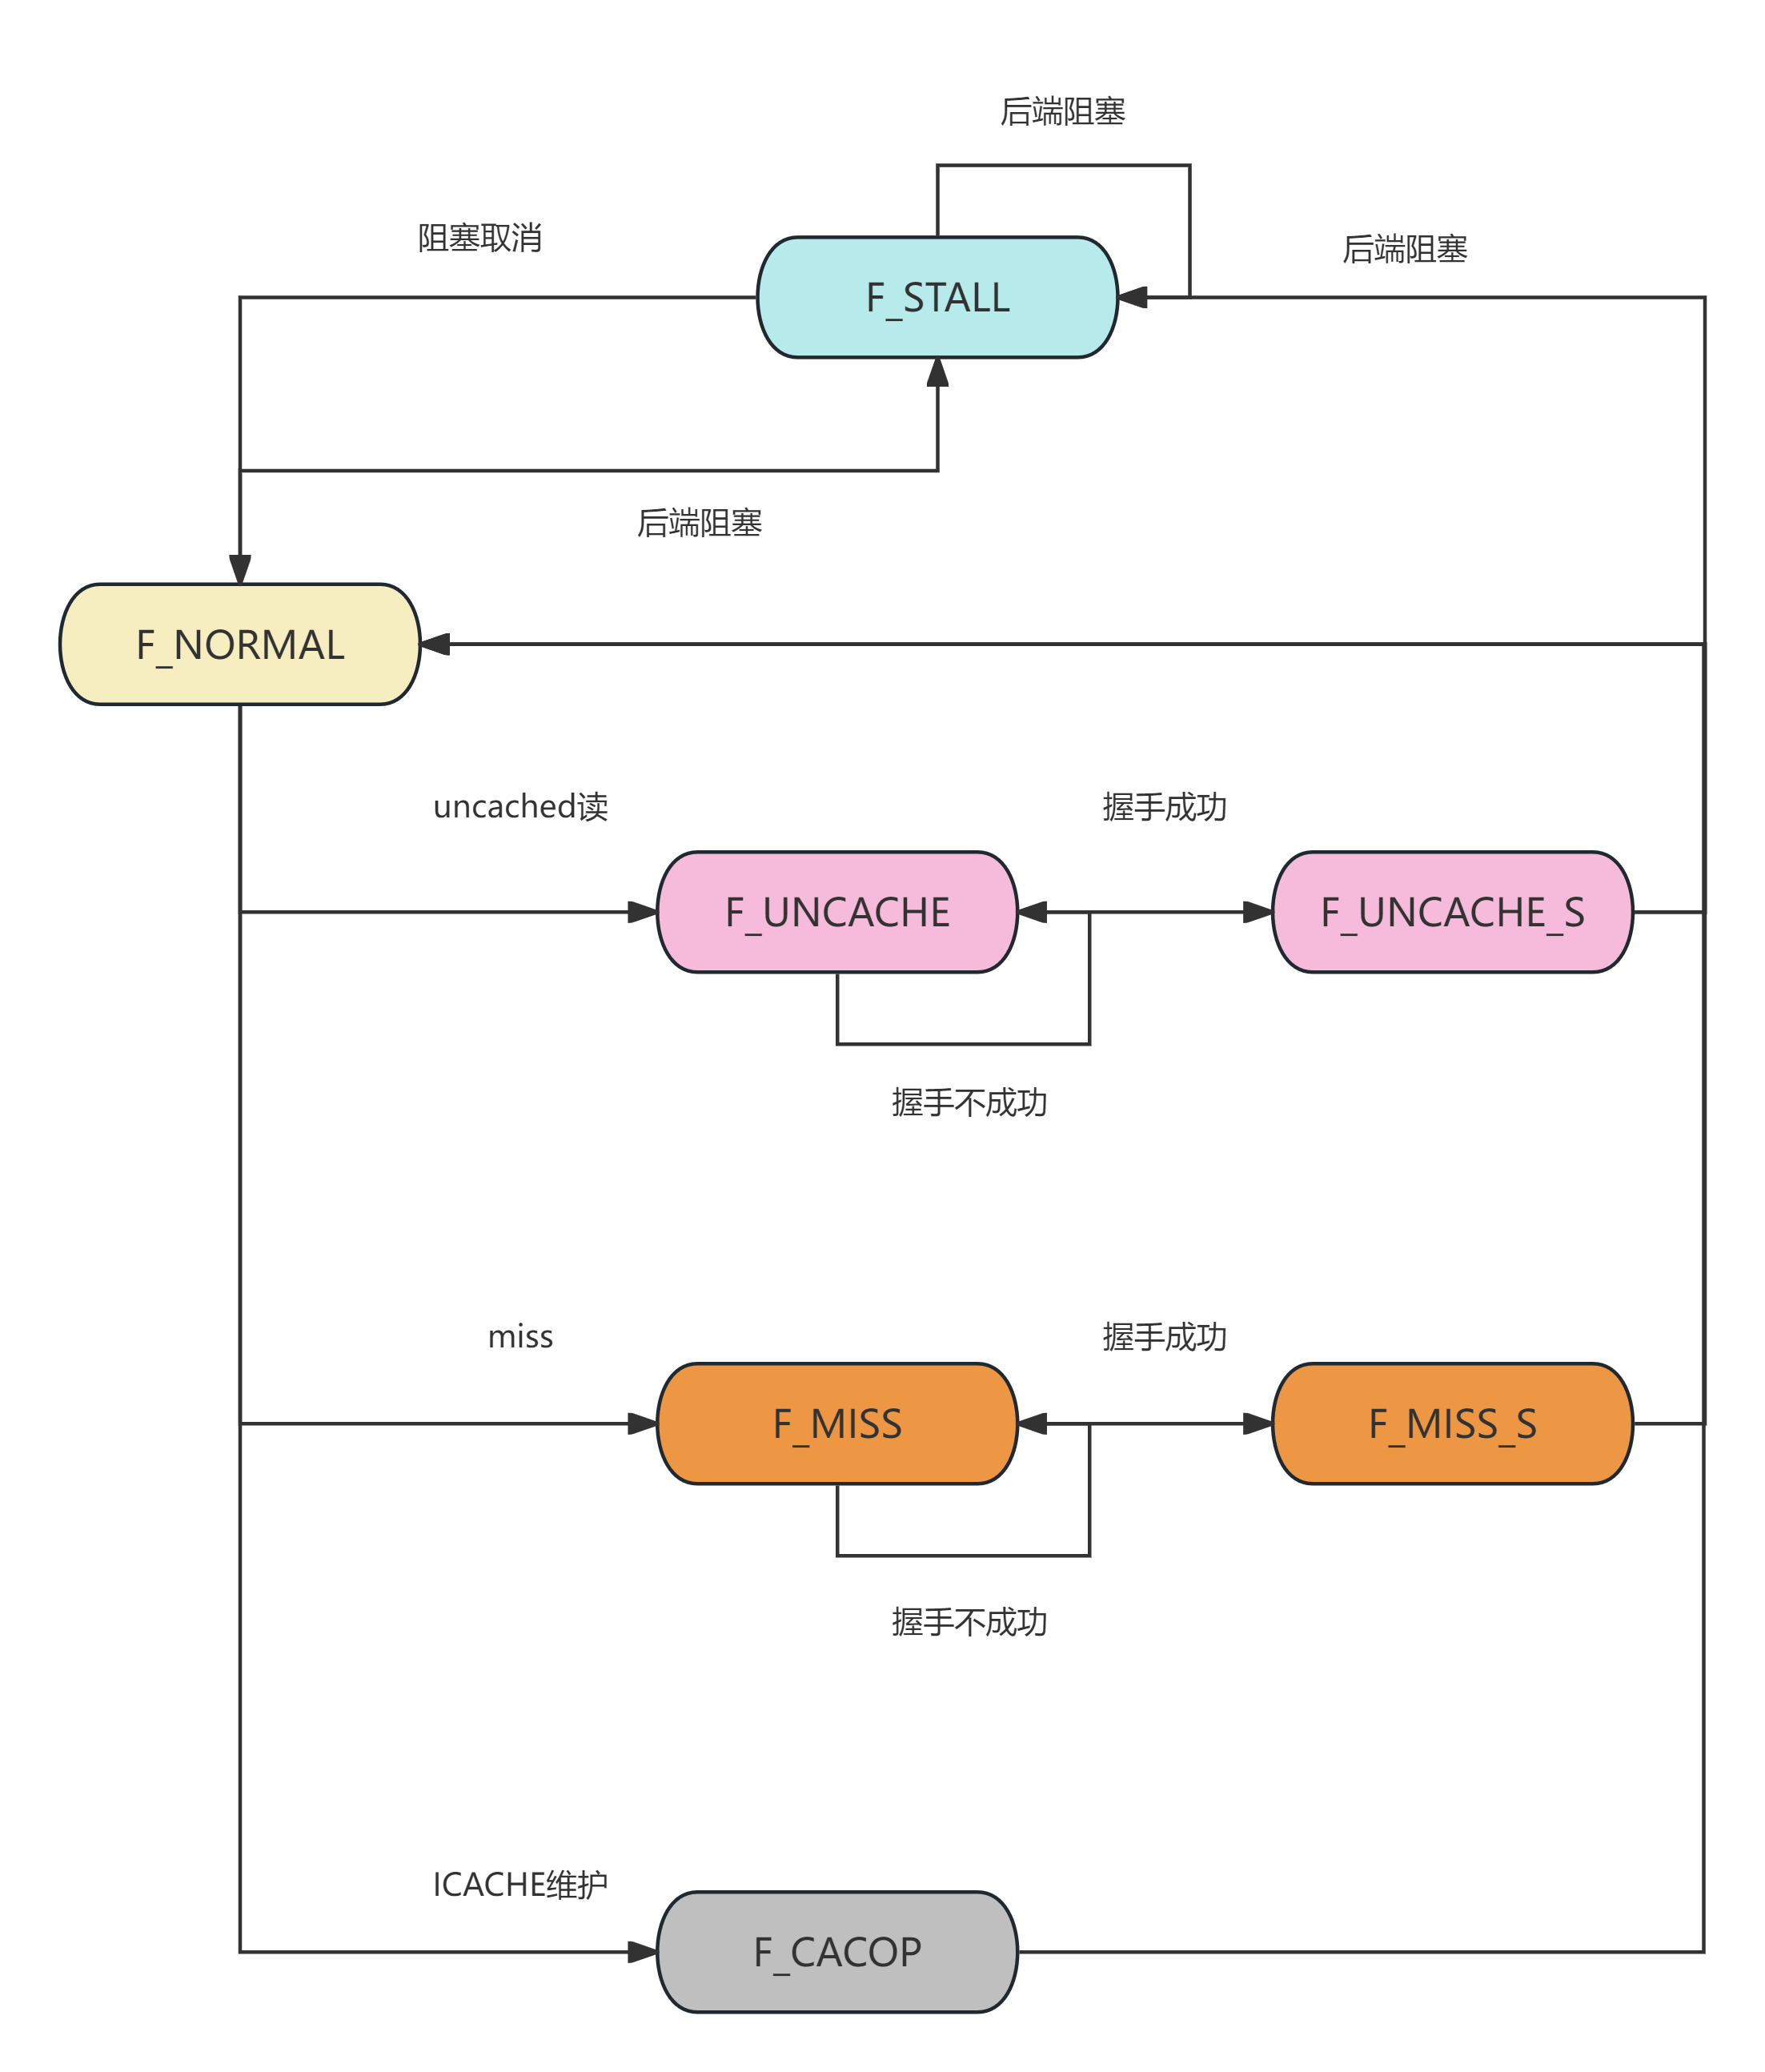 后端阻塞
阻塞取消
后端阻塞
F_STALL
后端阻塞
F_NORMAL
uncached读
握手成功
F_UNCACHE
F_UNCACHE_S
握手不成功
miss
握手成功
F_MISS
F_MISS_S
握手不成功
ICACHE维护
F_CACOP